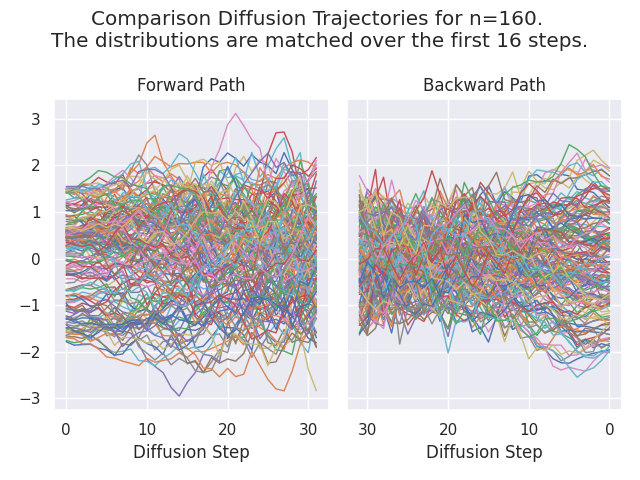 Comparison Diffusion Trajectories for n=160.
The distributions are matched over the first 16 steps.
Forward Path
Backward Path
3
2
1
0
−1
−2
−3
0 10 20 30
30 20 10 0
Diffusion Step
Diffusion Step